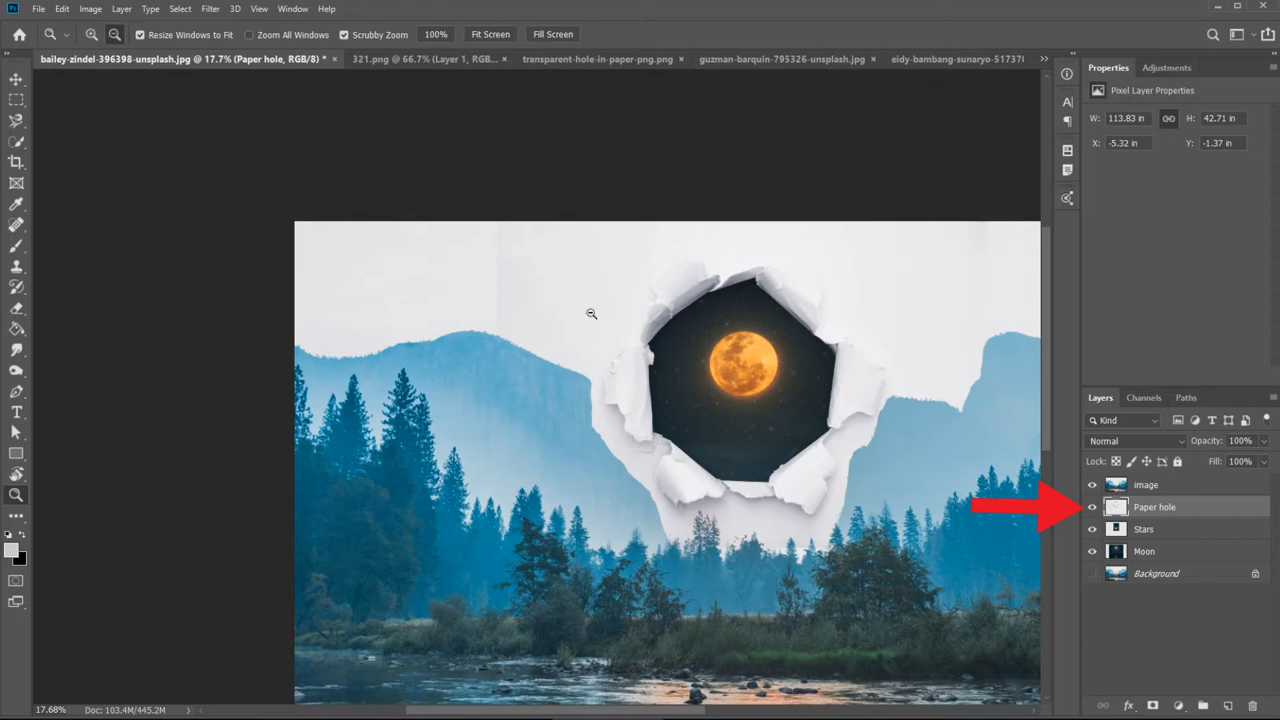 Ps File Edit Image Layer Type Select Filter 3D View Window Help
Resize Windows to Fit Zoom All Windows Scrubby Zoom 100% Fit Screen Fill Screen
bailey-zindel-396398-unsplash.jpg @ 17.7% (Paper hole, RGB/8) * × 321.png @ 66.7% (Layer 1, RGB... × transparent-hole-in-paper-png.png × guzman-barquin-795326-unsplash.jpg × eidy-bambang-sunaryo-517376
Properties Adjustments
Pixel Layer Properties
W: 113.83 in H: 42.71 in
X: -5.32 in Y: -1.37 in
Layers Channels Paths
Kind
Normal Opacity: 100%
Lock: Fill: 100%
image
Paper hole
Stars
Moon
Background
17.68% Doc: 103.4M/445.2M